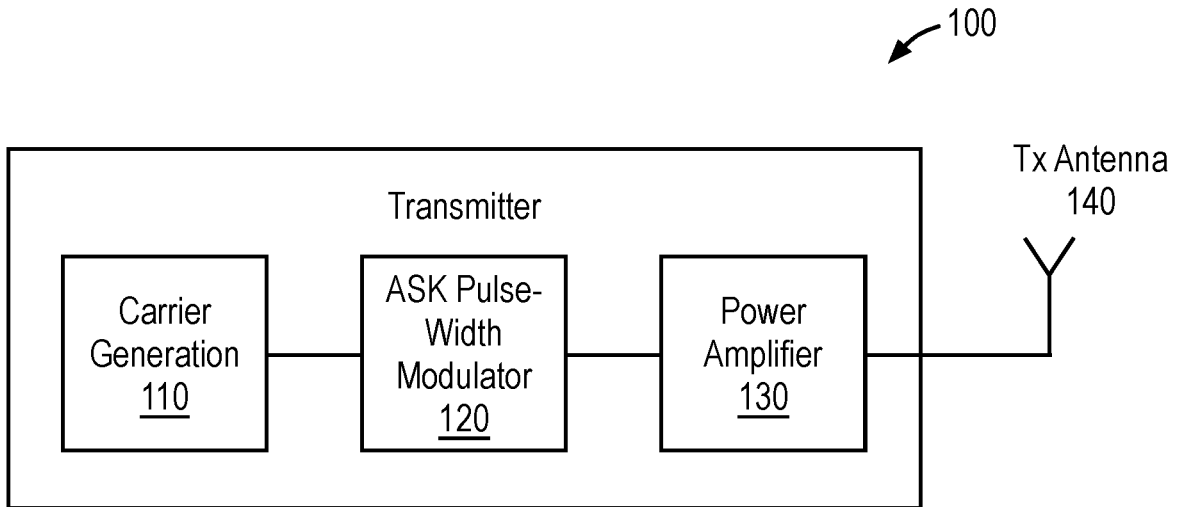 100
Tx Antenna
140
Transmitter
Carrier
Generation
110
ASK Pulse-
Width
Modulator
120
Power
Amplifier
130